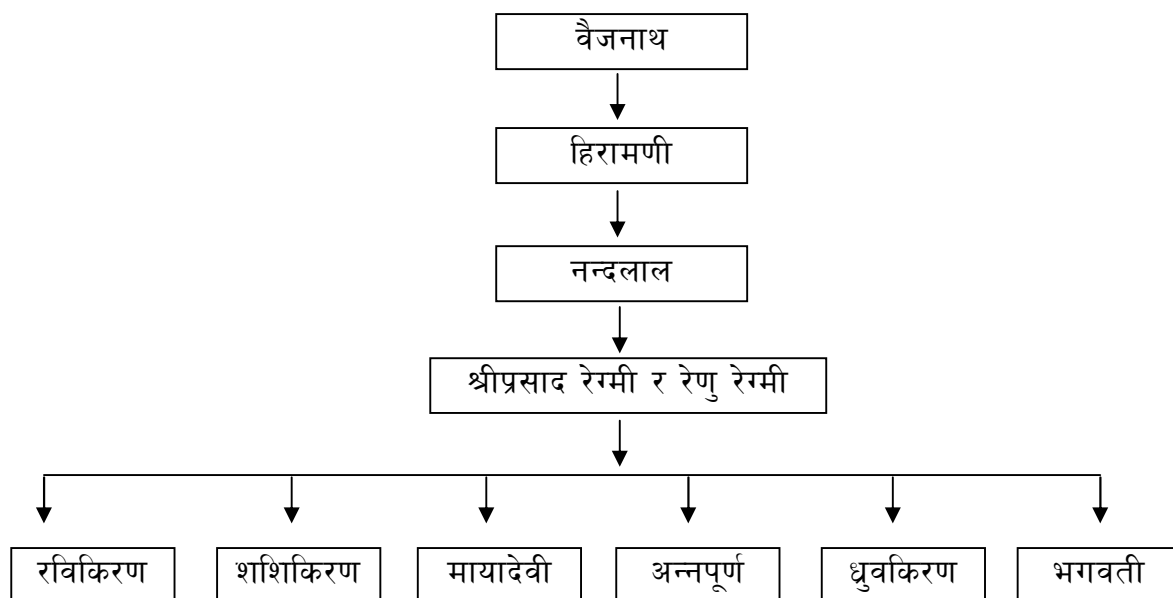 वैजनाथ
हिरामणी
नन्दलाल
श्रीप्रसाद रेग्मी र रेणु रेग्मी
रविकिरण
शशिकिरण
मायादेवी
अन्नपूर्ण
ध्रुवकिरण
भगवती